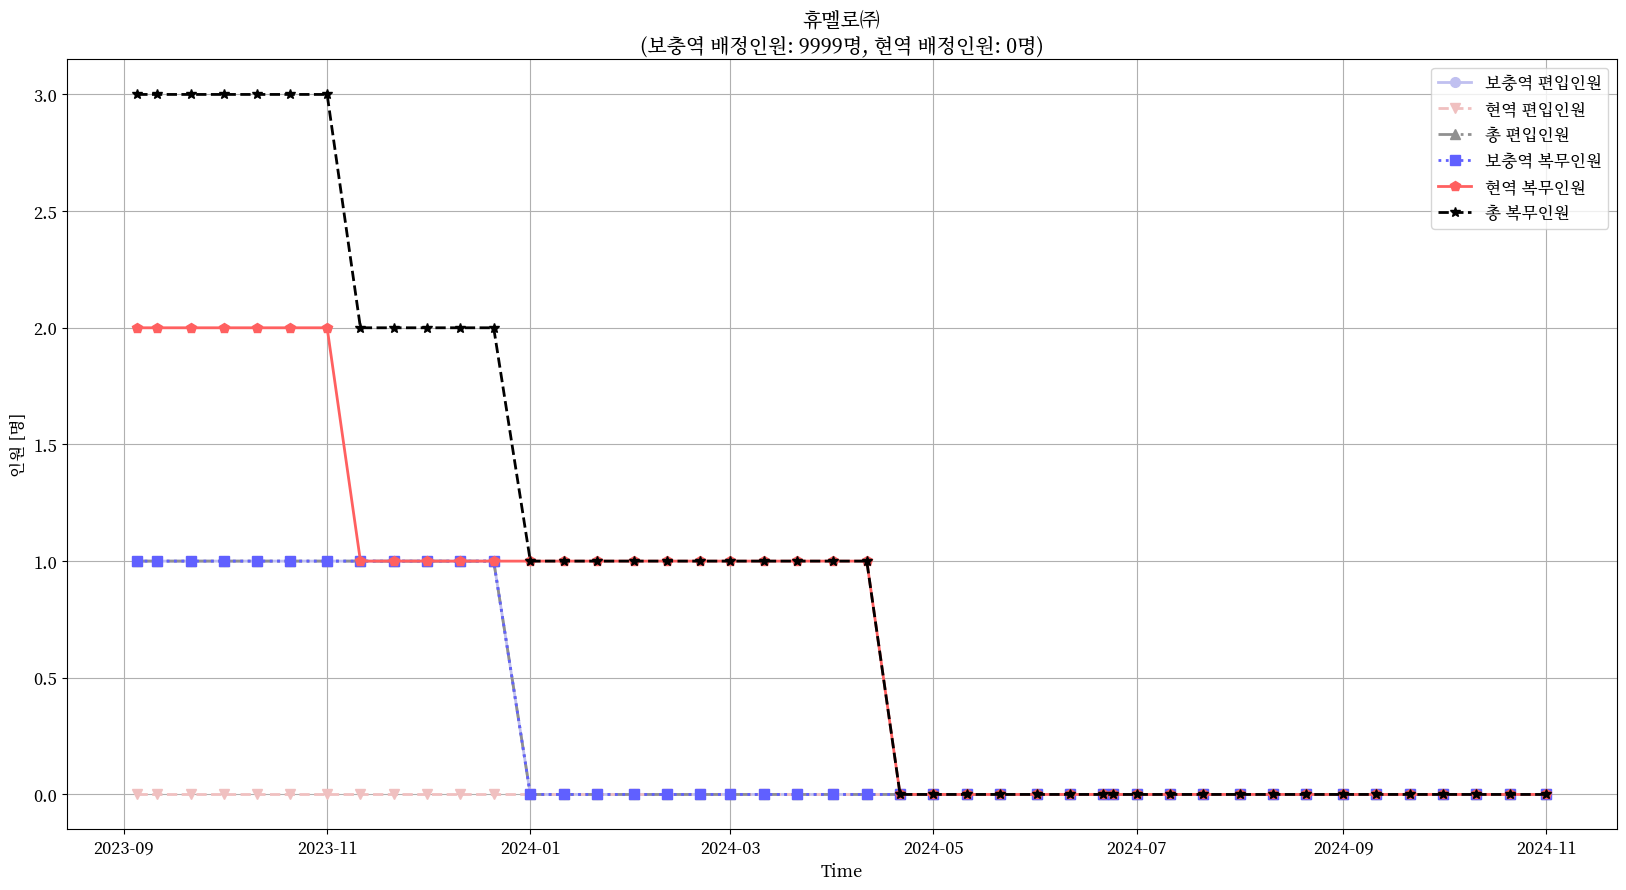 휴멜로㈜
(보충역 배정인원: 9999명, 현역 배정인원: 0명)
보충역 편입인원
현역 편입인원
총 편입인원
보충역 복무인원
현역 복무인원
총 복무인원
3.0
2.5
2.0
1.5
1.0
0.5
0.0
인원 [명]
2023-09
2023-11
2024-01
2024-03
2024-05
2024-07
2024-09
2024-11
Time